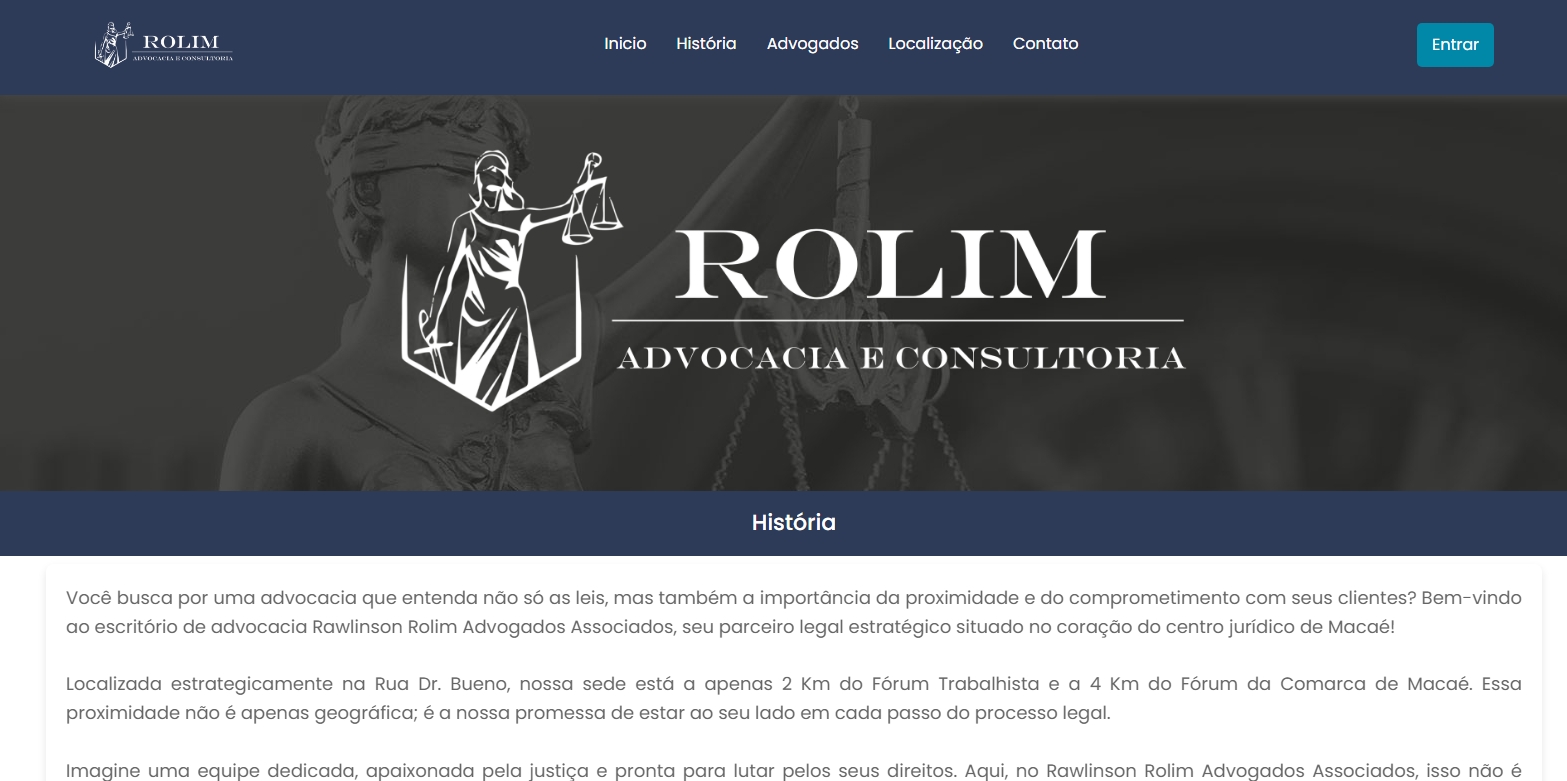 ROLIM
ADVOCACIA E CONSULTORIA
Inicio História Advogados Localização Contato
Entrar
ROLIM
ADVOCACIA E CONSULTORIA
História
Você busca por uma advocacia que entenda não só as leis, mas também a importância da proximidade e do comprometimento com seus clientes? Bem-vindo
ao escritório de advocacia Rawlinson Rolim Advogados Associados, seu parceiro legal estratégico situado no coração do centro jurídico de Macaé!
Localizada estrategicamente na Rua Dr. Bueno, nossa sede está a apenas 2 Km do Fórum Trabalhista e a 4 Km do Fórum da Comarca de Macaé. Essa
proximidade não é apenas geográfica; é a nossa promessa de estar ao seu lado em cada passo do processo legal.
Imagine uma equipe dedicada, apaixonada pela justiça e pronta para lutar pelos seus direitos. Aqui, no Rawlinson Rolim Advogados Associados, isso não é